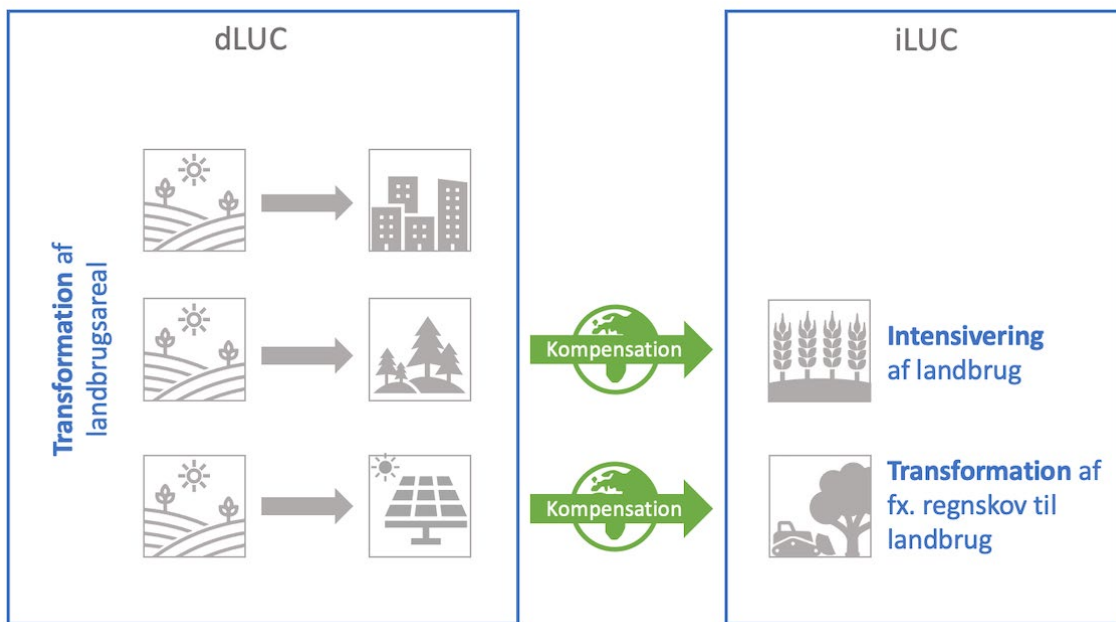 dLUC
iLUC
Transformation af
landbrugsareal
Kompensation
Intensivering
af landbrug
Kompensation
Transformation af
fx. regnskov til
landbrug